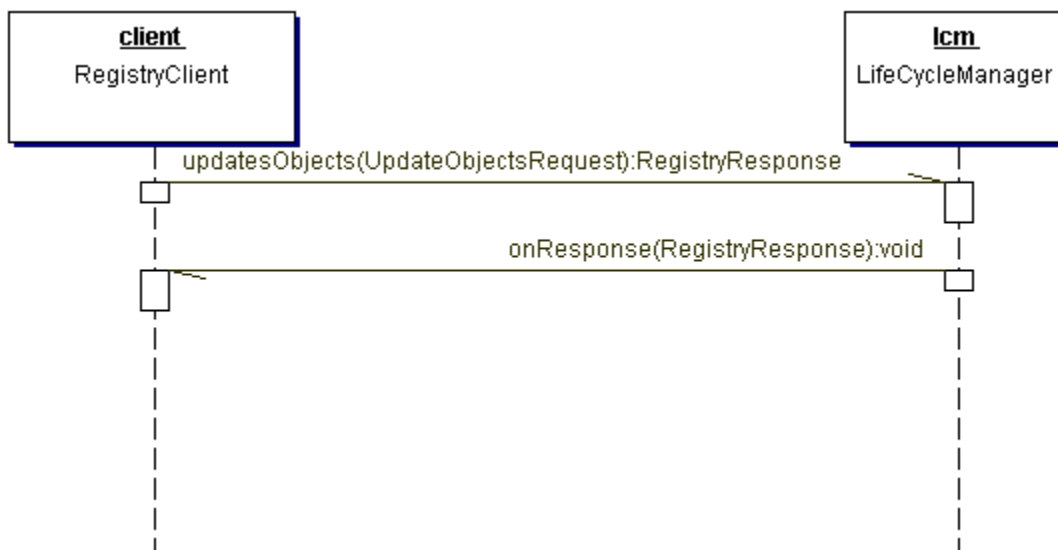 client
RegistryClient
lcm
LifeCycleManager
updatesObjects(UpdateObjectsRequest):RegistryResponse
onResponse(RegistryResponse):void